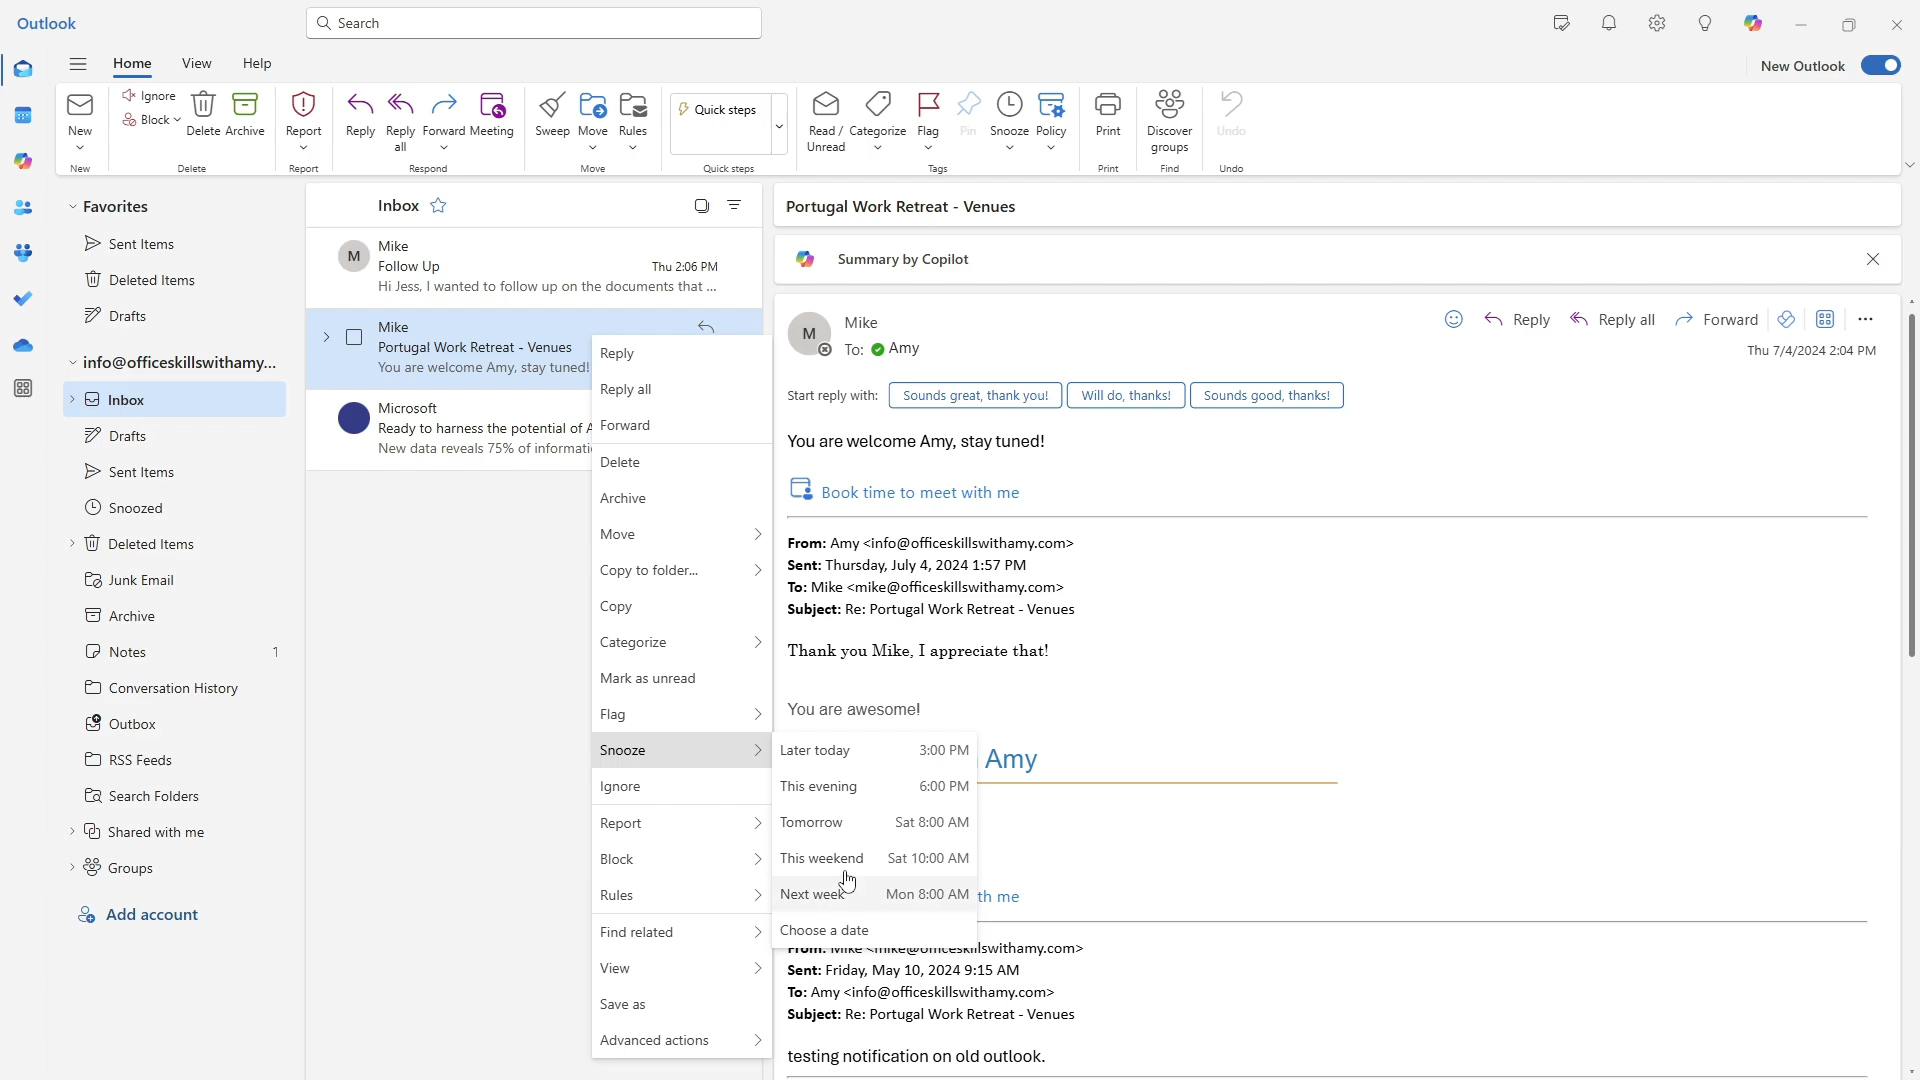 Outlook
Search
Home
View
Help
New Outlook
New
Ignore
Block
Delete
Archive
Report
Reply
Reply all
Forward
Meeting
Sweep
Move
Rules
Quick steps
Read / Unread
Categorize
Flag
Pin
Snooze
Policy
Print
Discover groups
Undo
New
Delete
Report
Respond
Move
Quick steps
Tags
Print
Find
Undo
Favorites
Sent Items
Deleted Items
Drafts
info@officeskillswithamy...
Inbox
Drafts
Sent Items
Snoozed
Deleted Items
Junk Email
Archive
Notes 1
Conversation History
Outbox
RSS Feeds
Search Folders
Shared with me
Groups
Add account
Inbox
M
Mike
Follow Up Thu 2:06 PM
Hi Jess, I wanted to follow up on the documents that ...
Mike
Portugal Work Retreat - Venues
You are welcome Amy, stay tuned!
Microsoft
Ready to harness the potential of
New data reveals 75% of
Reply
Reply all
Forward
Delete
Archive
Move
Copy to folder...
Copy
Categorize
Mark as unread
Flag
Snooze
Ignore
Report
Block
Rules
Find related
View
Save as
Advanced actions
Later today 3:00 PM
This evening 6:00 PM
Tomorrow Sat 8:00 AM
This weekend Sat 10:00 AM
Next week Mon 8:00 AM
Choose a date
Portugal Work Retreat - Venues
Summary by Copilot
M
Mike
To: Amy
Reply
Reply all
Forward
Thu 7/4/2024 2:04 PM
Start reply with:
Sounds great, thank you!
Will do, thanks!
Sounds good, thanks!
You are welcome Amy, stay tuned!
Book time to meet with me
From: Amy <info@officeskillswithamy.com>
Sent: Thursday, July 4, 2024 1:57 PM
To: Mike <mike@officeskillswithamy.com>
Subject: Re: Portugal Work Retreat - Venues
Thank you Mike, I appreciate that!
You are awesome!
Amy
th me
From: Mike <mike@officeskillswithamy.com>
Sent: Friday, May 10, 2024 9:15 AM
To: Amy <info@officeskillswithamy.com>
Subject: Re: Portugal Work Retreat - Venues
testing notification on old outlook.